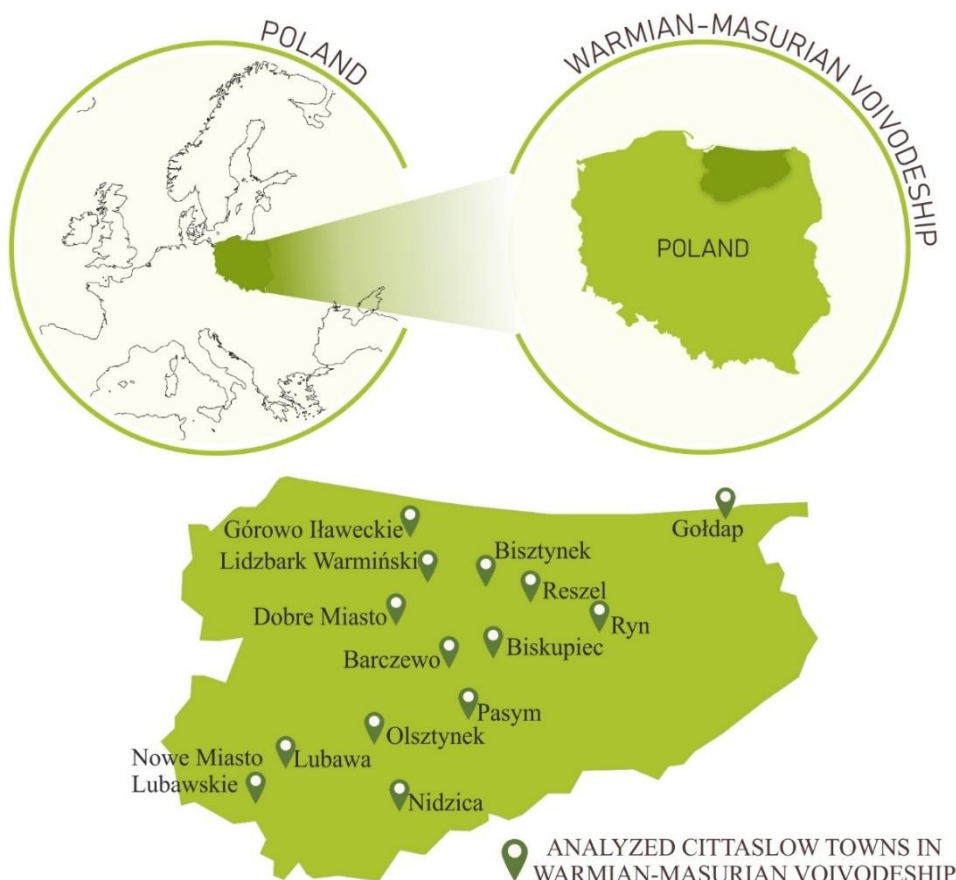 POLAND
WARMIAN-MASURIAN VOIVODESHIP
POLAND
Górowo Iławeckie
Gołdap
Lidzbark Warmiński
Bisztynek
Reszel
Dobre Miasto
Ryn
Barczewo
Biskupiec
Pasym
Olsztynek
Nowe Miasto
Lubawskie
Lubawa
Nidzica
ANALYZED CITTASLOW TOWNS IN
WARMIAN-MASURIAN VOIVODESHIP